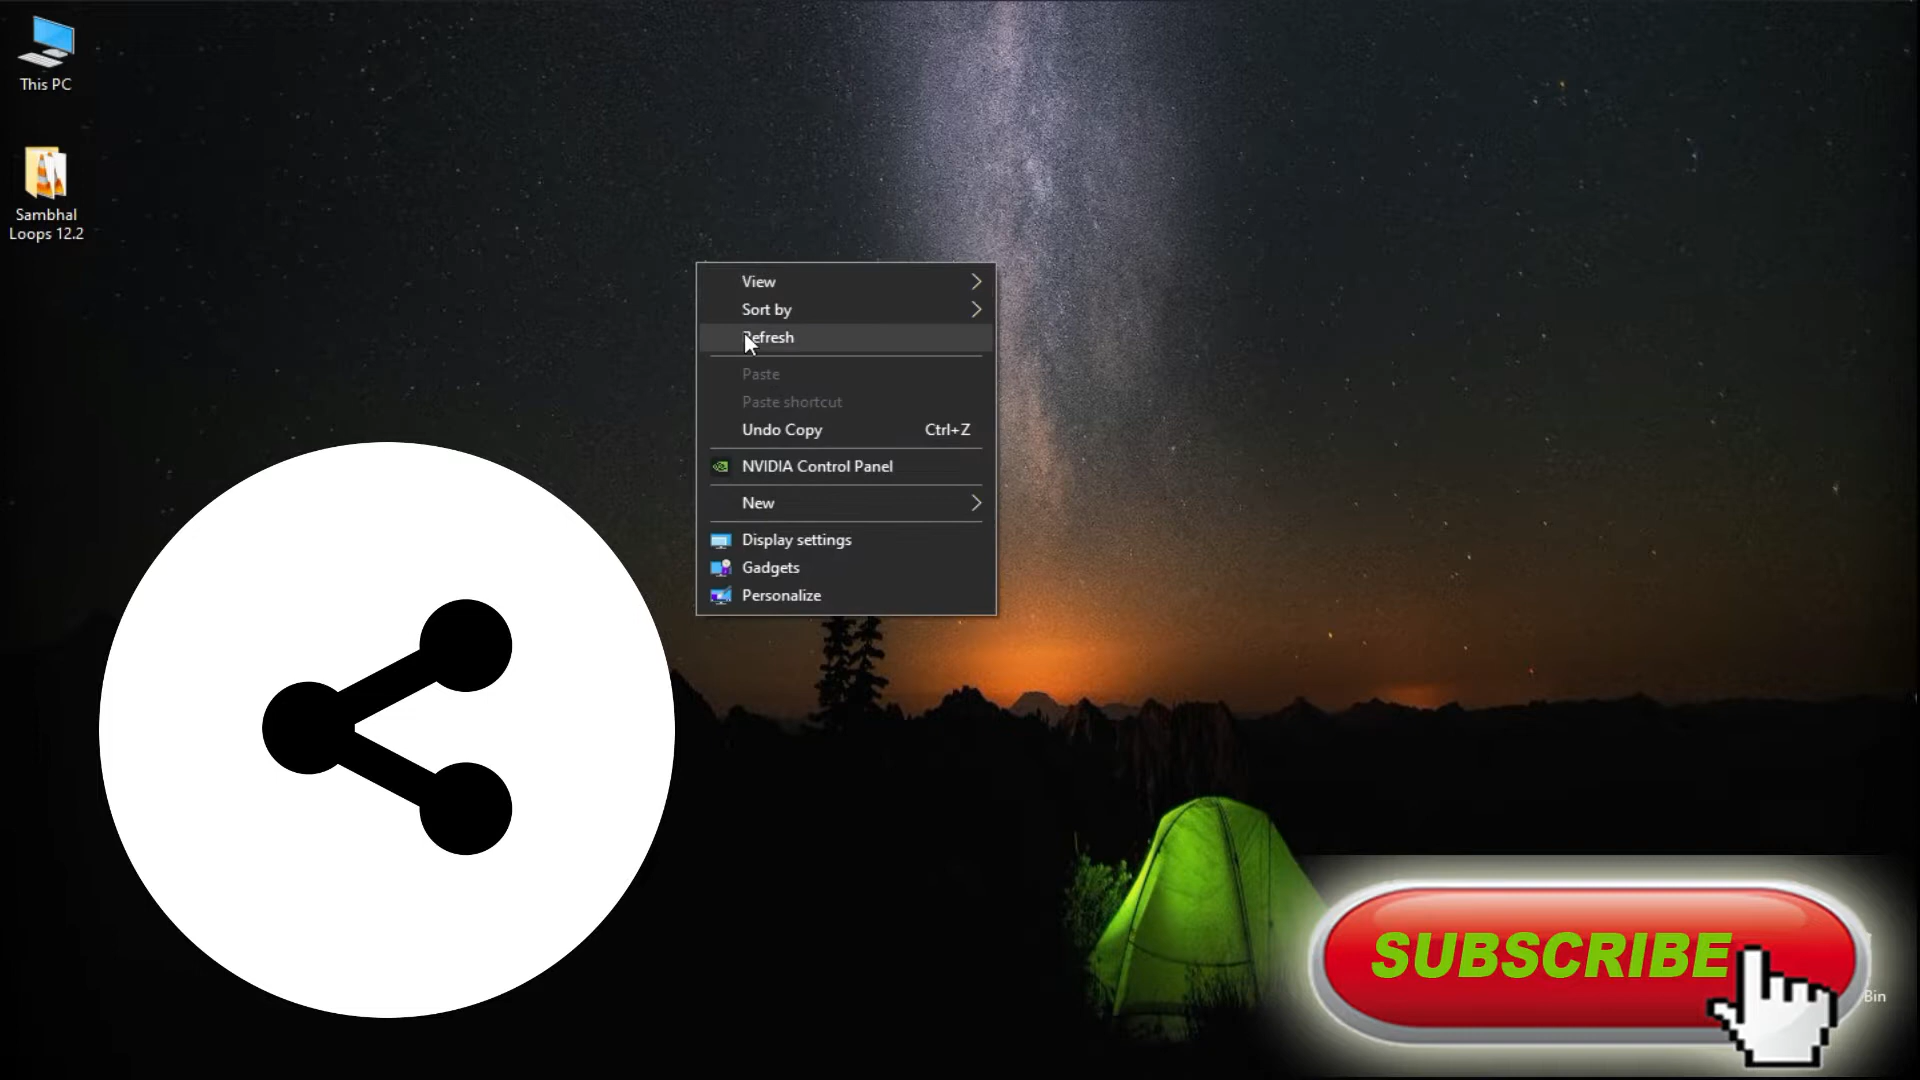 This PC
Sambhal
Loops 12.2
View
Sort by
efresh
Paste
Paste shortcut
Undo Copy Ctrl+Z
NVIDIA Control Panel
New
Display settings
Gadgets
Personalize
SUBSCRIBE
Bin